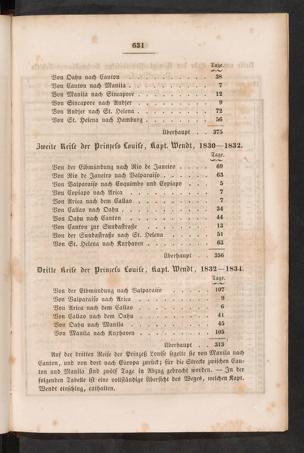 631
Tage.
Von Oahu nach Canton . . . . . . . . 38
Von Canton nach Manila . . . . . . . . 7
Von Manila nach Sincapore . . . . . . . . 12
Von Sincapore nach Andjer . . . . . . . . 9
Von Andjer nach St. Helena . . . . . . . . 72
Von St. Helena nach Hamburg . . . . . . . . 56
Überhaupt . . . 375
Zweite Reise der Prinzeß Louise, Kapt. Wendt, 1830—1832.
Tage.
Von der Elbmündung nach Rio de Janeiro . . . . . 69
Von Rio de Janeiro nach Valparaiso . . . . . 63
Von Valparaiso nach Coquimbo und Copiapo . . . . 5
Von Copiapo nach Arica . . . . . . . . 7
Von Arica nach dem Callao . . . . . . . . 7
Von Callao nach Oahu . . . . . . . . 34
Von Oahu nach Canton . . . . . . . . 44
Von Canton zur Sundastraße . . . . . . . . 13
Von der Sundastraße nach St. Helena . . . . . 51
Von St. Helena nach Kuxhaven . . . . . . . . 63
Überhaupt . . . 356
Dritte Reise der Prinzeß Louise, Kapt. Wendt, 1832—1834.
Tage.
Von der Elbmündung nach Valparaiso . . . . . 107
Von Valparaiso nach Arica . . . . . . . . 9
Von Arica nach dem Callao . . . . . . . . 6
Von Callao nach dem Oahu . . . . . . . . 41
Von Oahu nach Manila . . . . . . . . 45
Von Manila nach Kuxhaven . . . . . . . . 105
Überhaupt . . . 313
Auf der dritten Reise der Prinzeß Louise segelte sie von Manila nach
Canton, und von dort nach Europa zurück; für die Strecke zwischen Can-
ton und Manila sind zwölf Tage in Abzug gebracht worden. — In der
folgenden Tabelle ist eine vollständige Übersicht des Weges, welchen Kapt.
Wendt einschlug, enthalten.